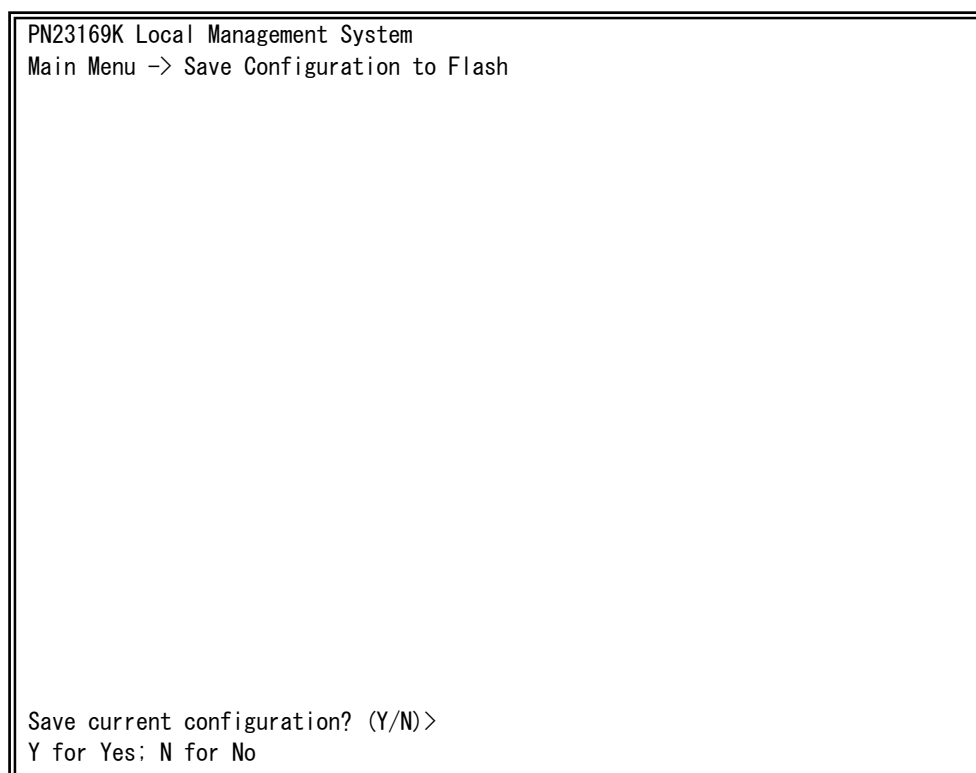 PN23169K Local Management System
Main Menu -> Save Configuration to Flash
Save current configuration? (Y/N)>
Y for Yes; N for No